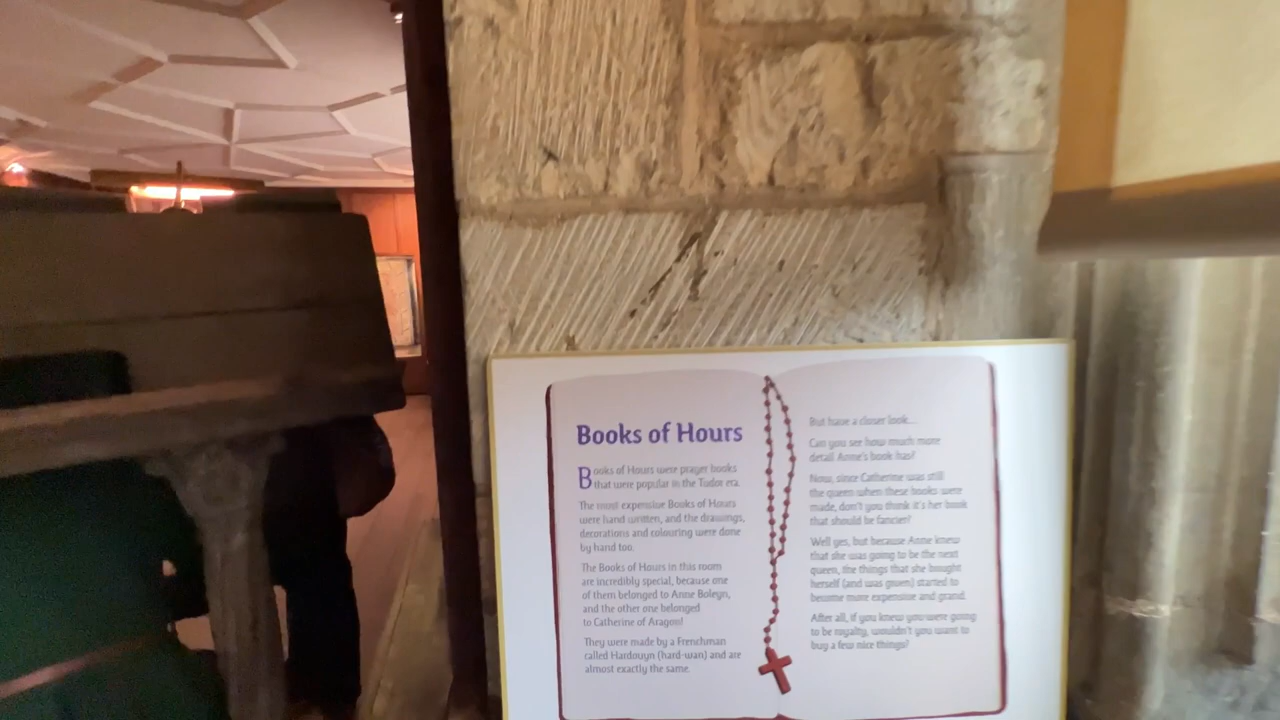 Books of Hours
Books of Hours were prayer books
that were popular in the Tudor era.
The most expensive Books of Hours
were hand written, and the drawings,
decorations and colouring were done
by hand too.
The Books of Hours in this room
are incredibly special, because one
of them belonged to Anne Boleyn,
and the other one belonged
to Catherine of Aragon!
They were made by a Frenchman
called Hardouyn (hard-wan) and are
almost exactly the same.
But have a closer look...
Can you see how much more
detail Anne's book has?
Now, since Catherine was still
the queen when these books were
made, don't you think it's her book
that should be fancier?
Well yes, but because Anne knew
that she was going to be the next
queen, the things that she bought
herself (and was given) started to
become more expensive and grand.
After all, if you knew you were going
to be royalty, wouldn't you want to
buy a few nice things?